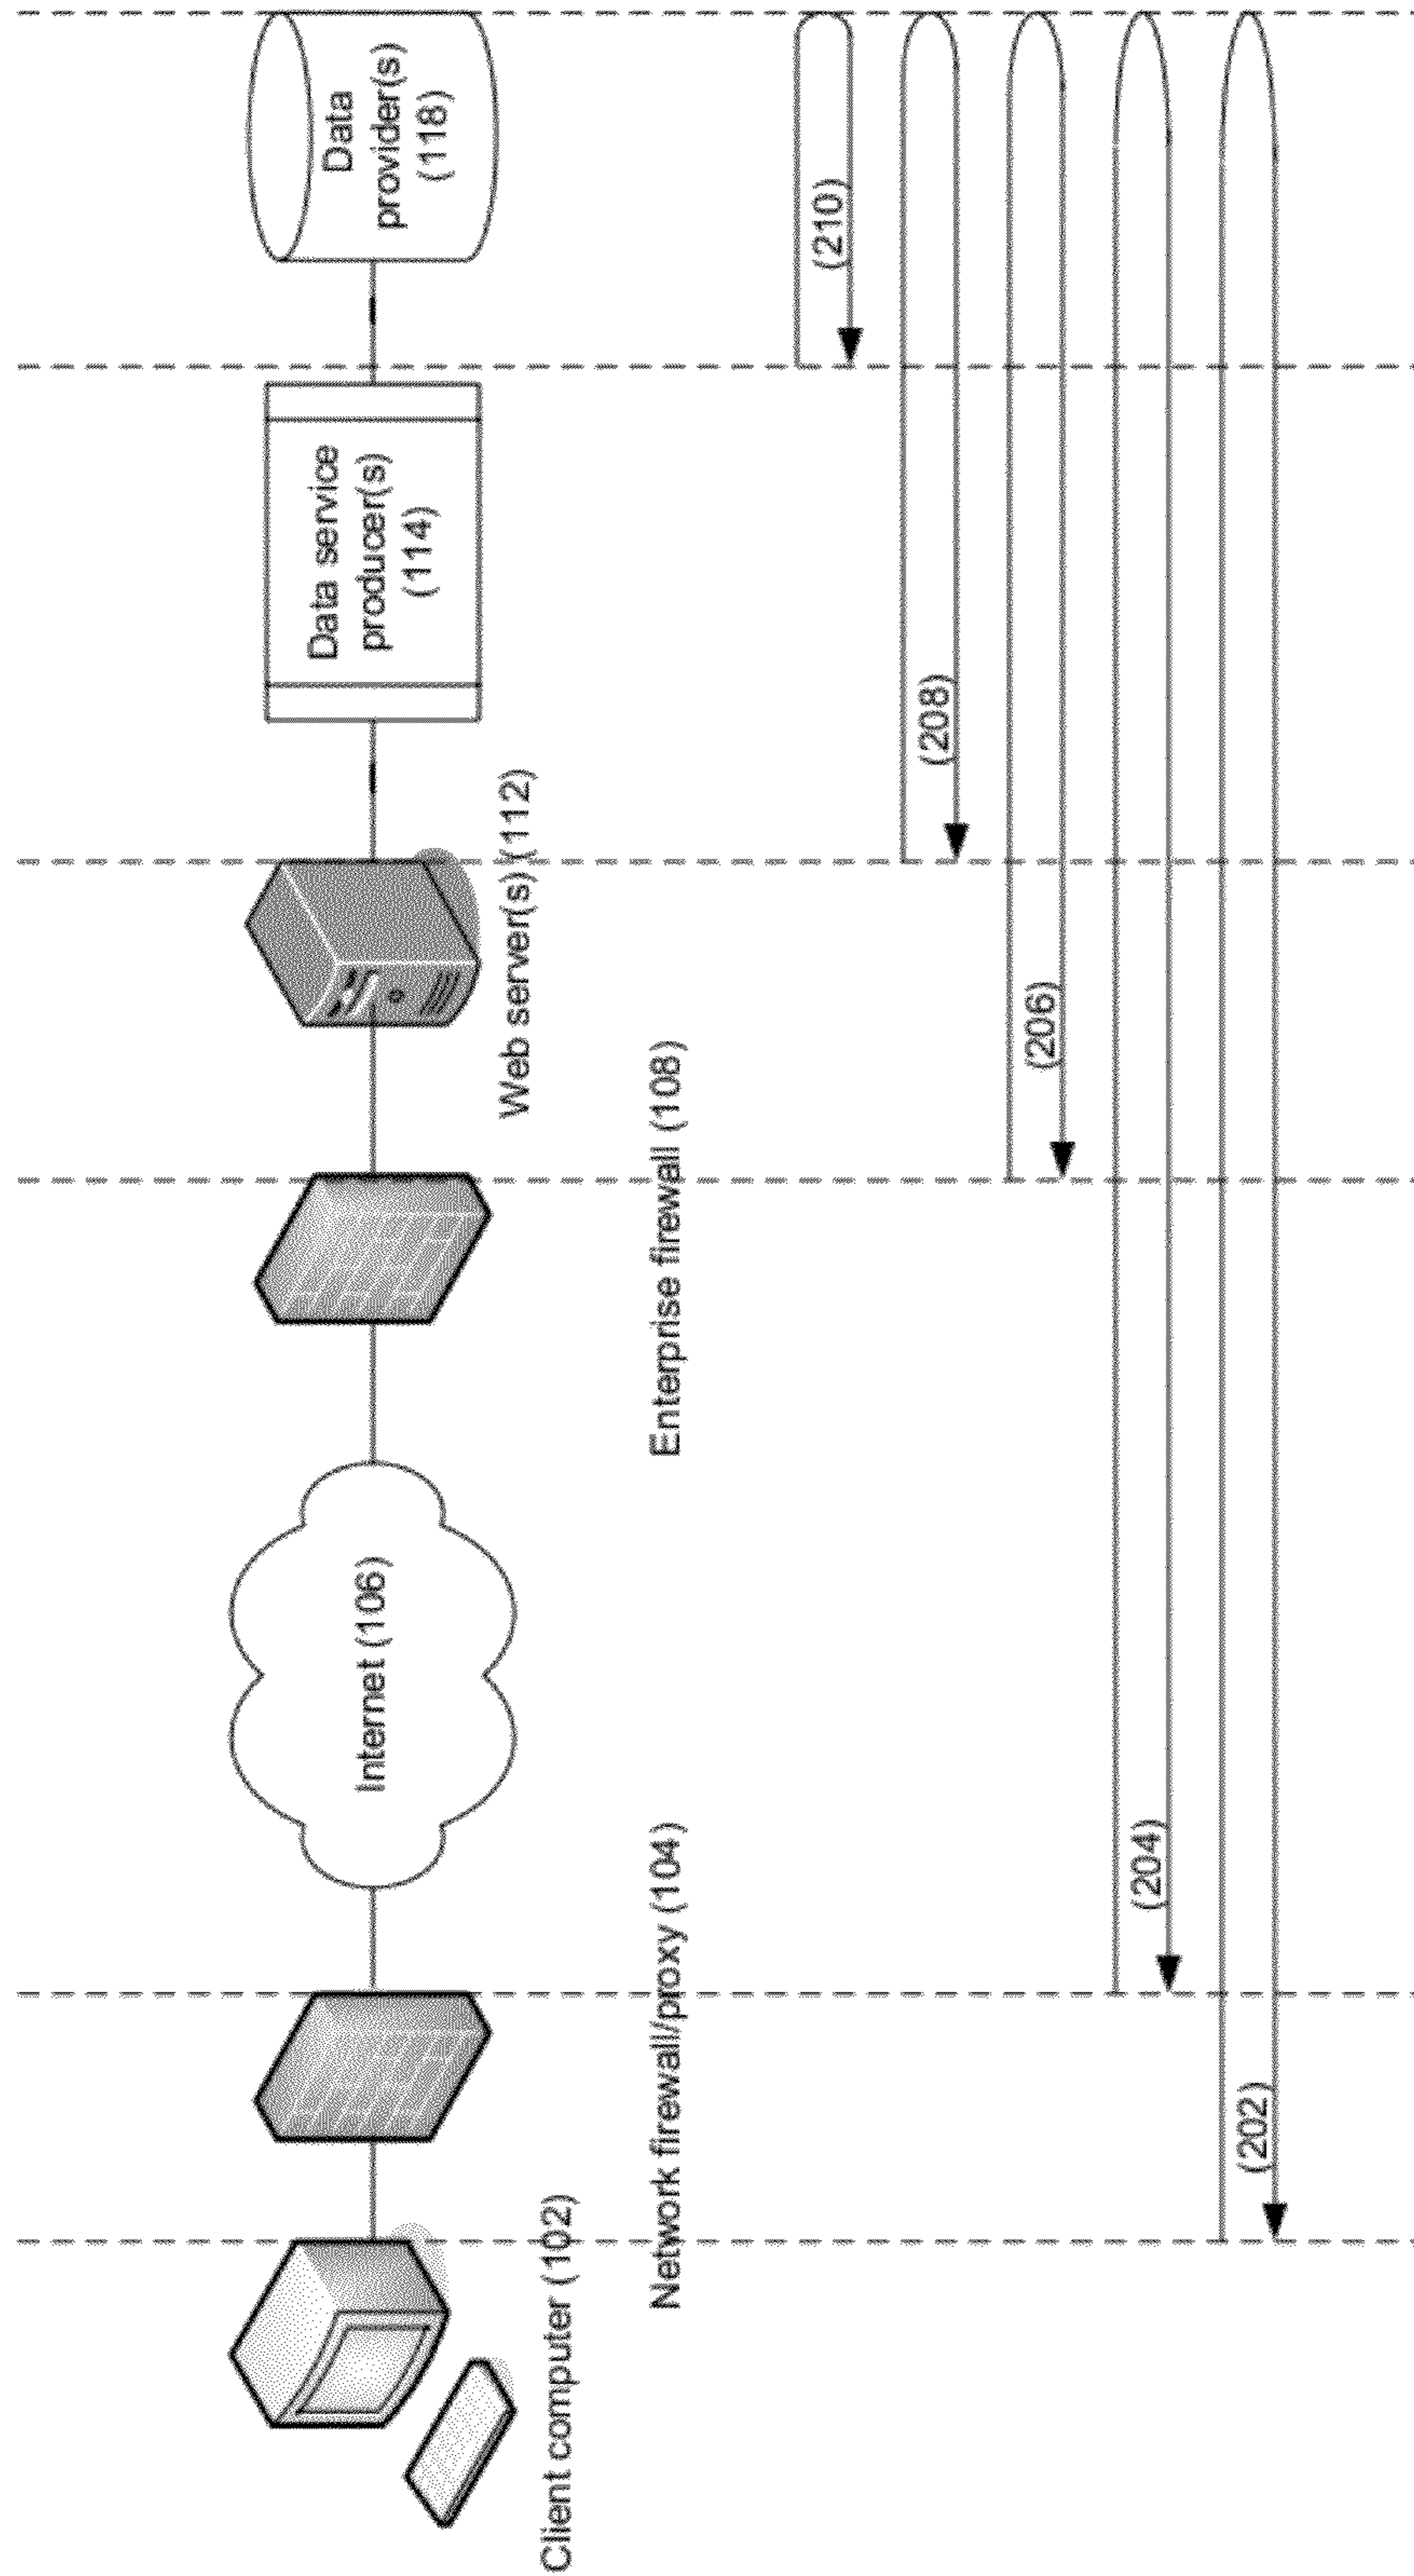 Client computer (102)
Network firewall/proxy (104)
Internet (106)
Enterprise firewall (108)
Web server(s) (112)
Data service
producer(s)
(114)
Data
provider(s)
(118)
(210)
(208)
(206)
(204)
(202)